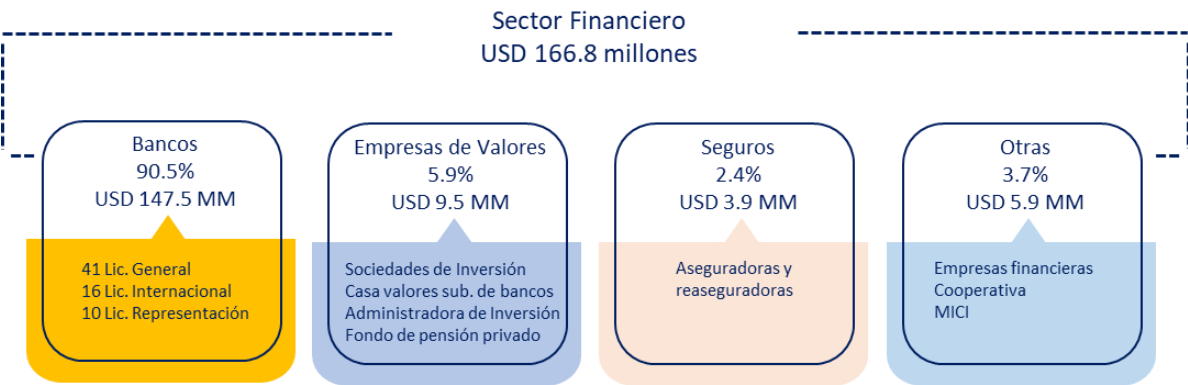 Sector Financiero
USD 166.8 millones
Bancos
90.5%
USD 147.5 MM
41 Lic. General
16 Lic. Internacional
10 Lic. Representación
Empresas de Valores
5.9%
USD 9.5 MM
Sociedades de Inversión
Casa valores sub. de bancos
Administradora de Inversión
Fondo de pensión privado
Seguros
2.4%
USD 3.9 MM
Aseguradoras y
reaseguradoras
Otras
3.7%
USD 5.9 MM
Empresas financieras
Cooperativa
MICI